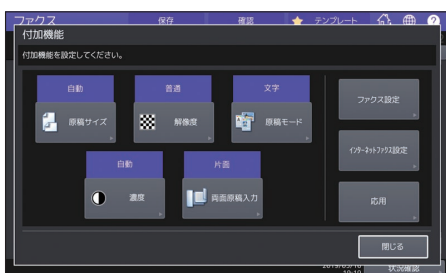 ファクス 保存 確認 テンプレート
付加機能
付加機能を設定してください。
自動 普通 文字
原稿サイズ 解像度 原稿モード ファクス設定
インターネットファクス設定
自動 片面
濃度 両面原稿入力 応用
閉じる
状況確認